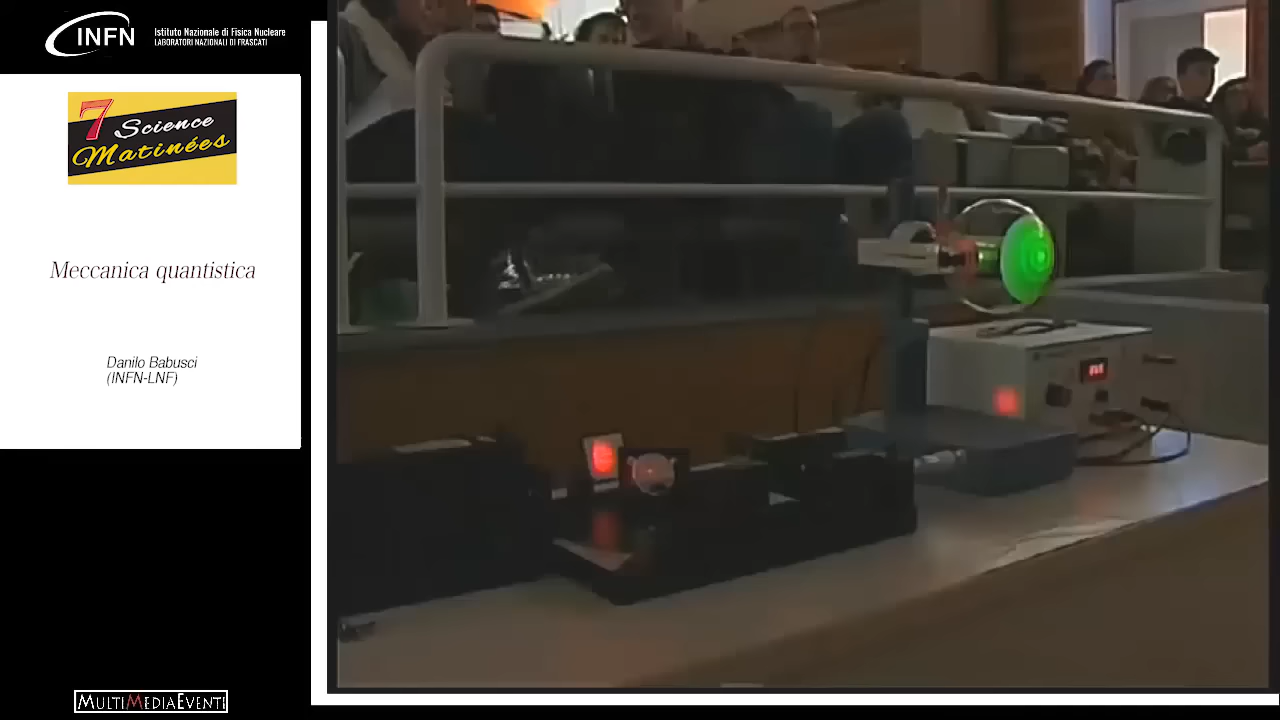 INFN
Istituto Nazionale di Fisica Nucleare
LABORATORI NAZIONALI DI FRASCATI
7
Science
Matinées
Meccanica quantistica
Danilo Babusci
(INFN-LNF)
MULTIMEDIAEVENTI